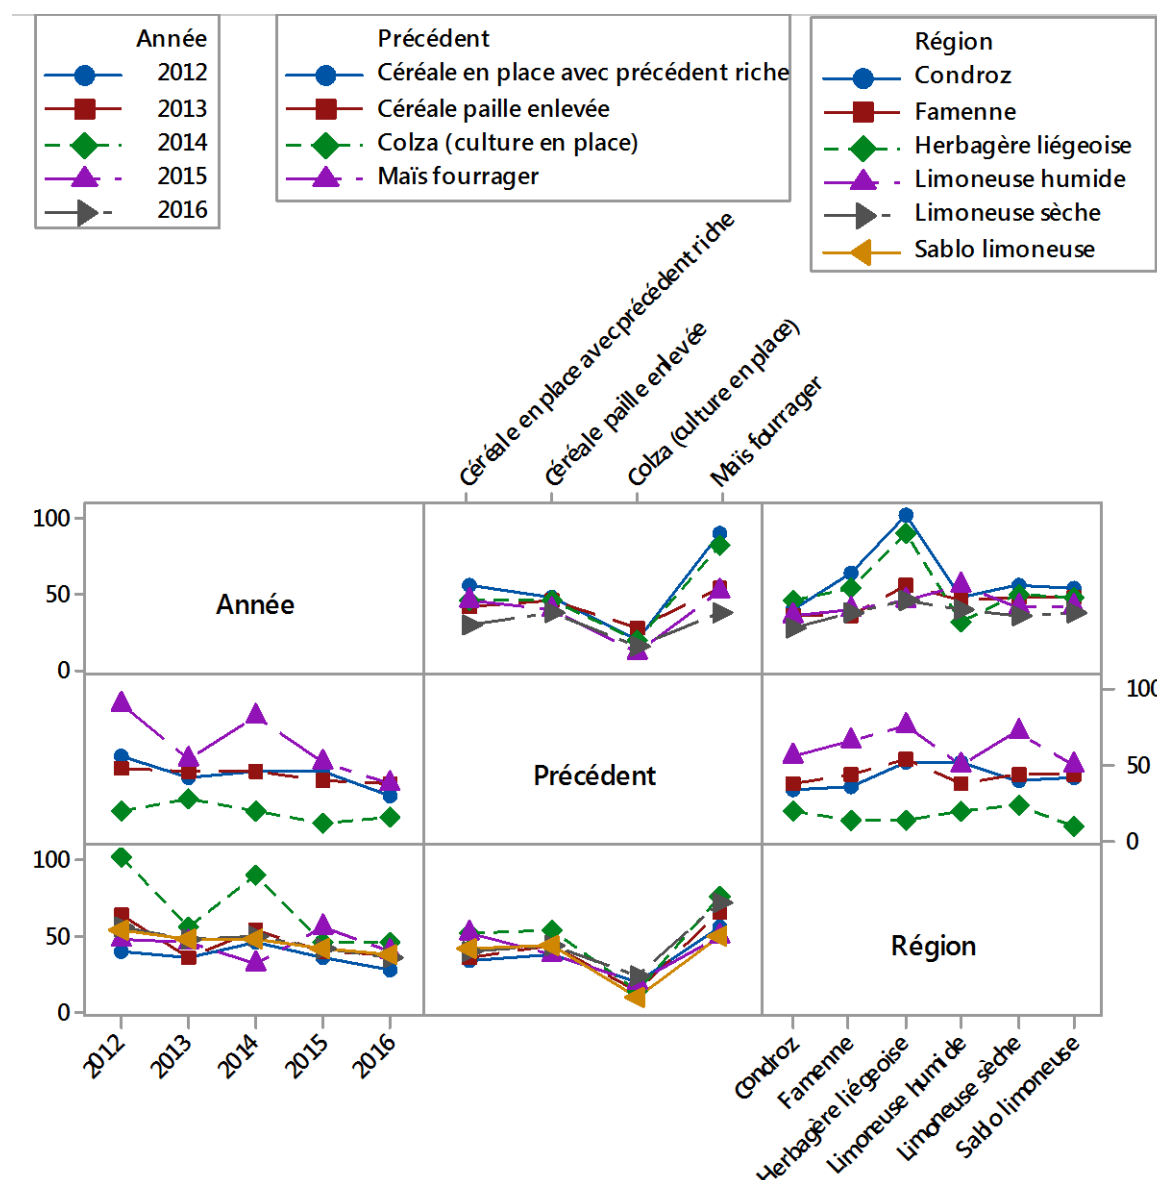 Année
2012
2013
2014
2015
2016
Précédent
Céréale en place avec précédent riche
Céréale paille enlevée
Colza (culture en place)
Maïs fourrager
Région
Condroz
Famenne
Herbagère liégeoise
Limoneuse humide
Limoneuse sèche
Sablo limoneuse
Céréale en place avec précédent riche
Céréale paille enlevée
Colza (culture en place)
Maïs fourrager
100
50
0
Année
100
50
0
Précédent
100
50
0
Région
2012
2013
2014
2015
2016
Condroz
Famenne
Herbagère liégeoise
Limoneuse humide
Limoneuse sèche
Sablo limoneuse